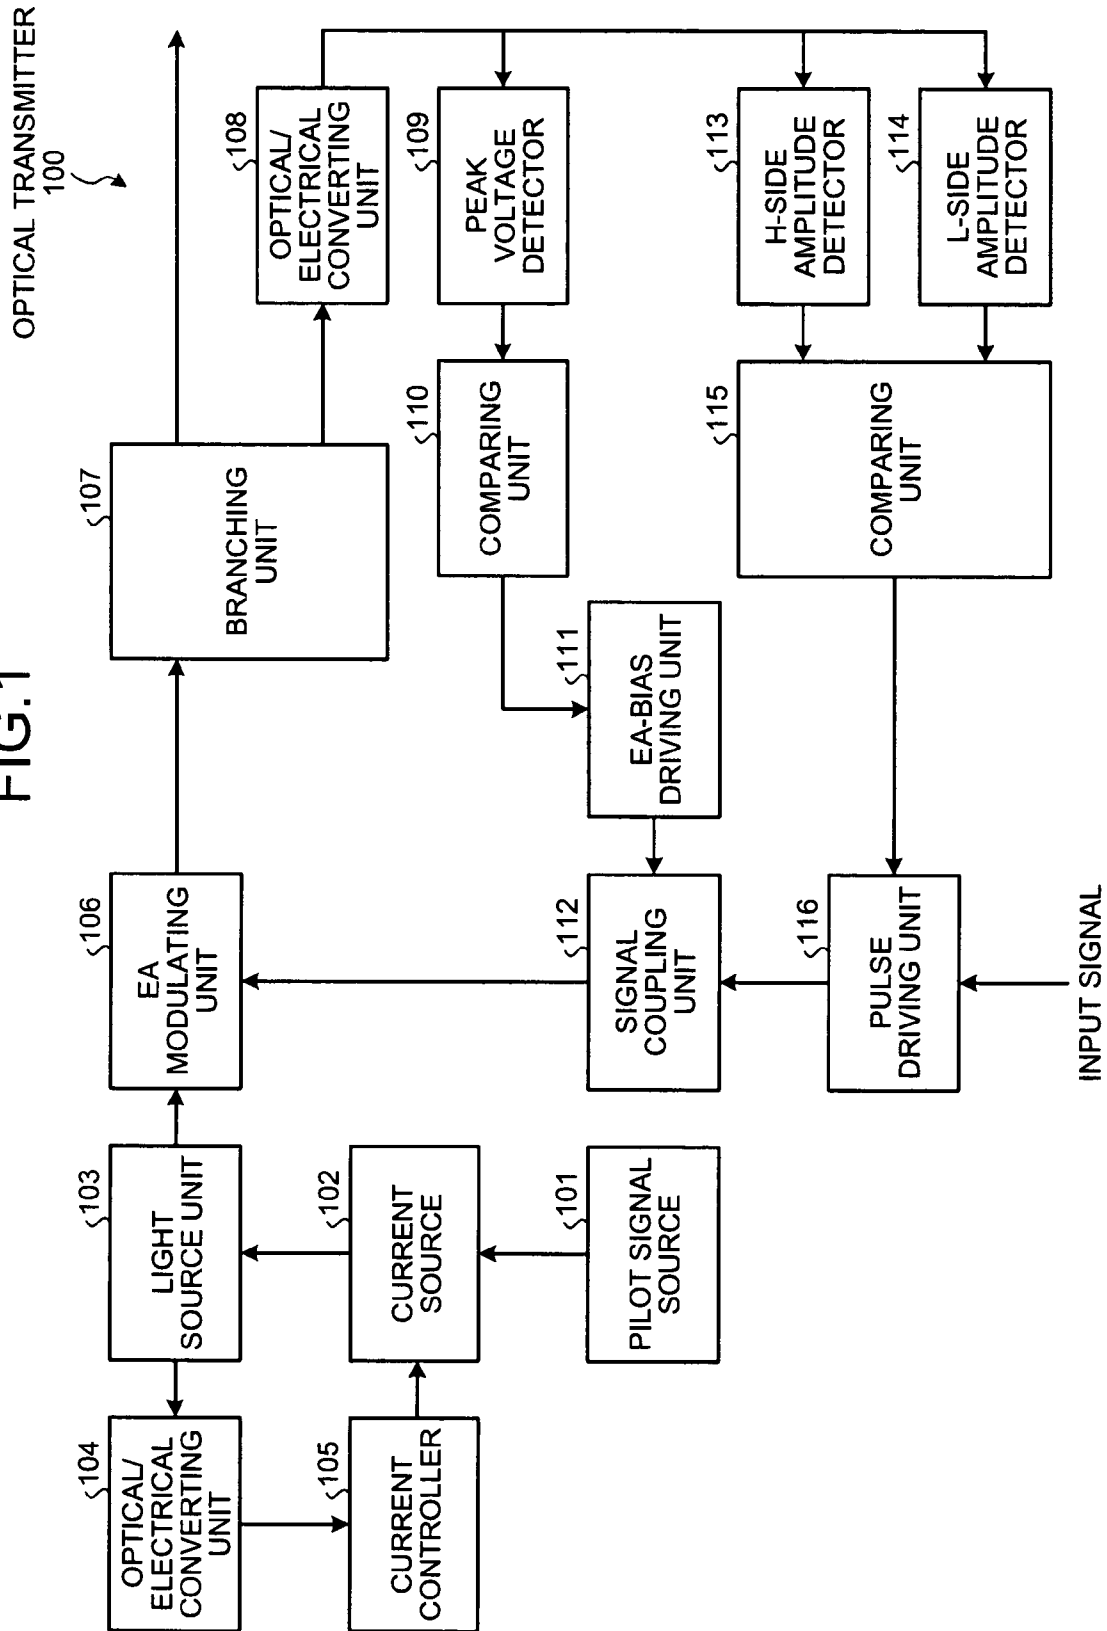 FIG.1
OPTICAL TRANSMITTER
100
104
OPTICAL/
ELECTRICAL
CONVERTING
UNIT
103
LIGHT
SOURCE UNIT
106
EA
MODULATING
UNIT
107
BRANCHING
UNIT
108
OPTICAL/
ELECTRICAL
CONVERTING
UNIT
105
CURRENT
CONTROLLER
102
CURRENT
SOURCE
110
COMPARING
UNIT
109
PEAK
VOLTAGE
DETECTOR
101
PILOT SIGNAL
SOURCE
112
SIGNAL
COUPLING
UNIT
111
EA-BIAS
DRIVING UNIT
116
PULSE
DRIVING UNIT
115
COMPARING
UNIT
113
H-SIDE
AMPLITUDE
DETECTOR
114
L-SIDE
AMPLITUDE
DETECTOR
INPUT SIGNAL